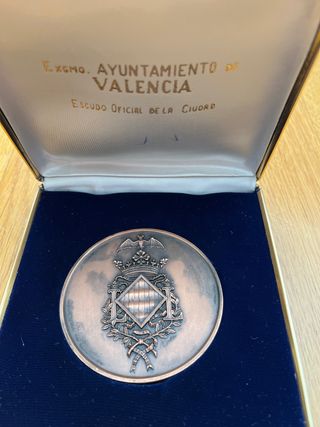 EXCMO. AYUNTAMIENTO DE
VALENCIA
ESCUDO OFICIAL DE LA CIUDAD
L L